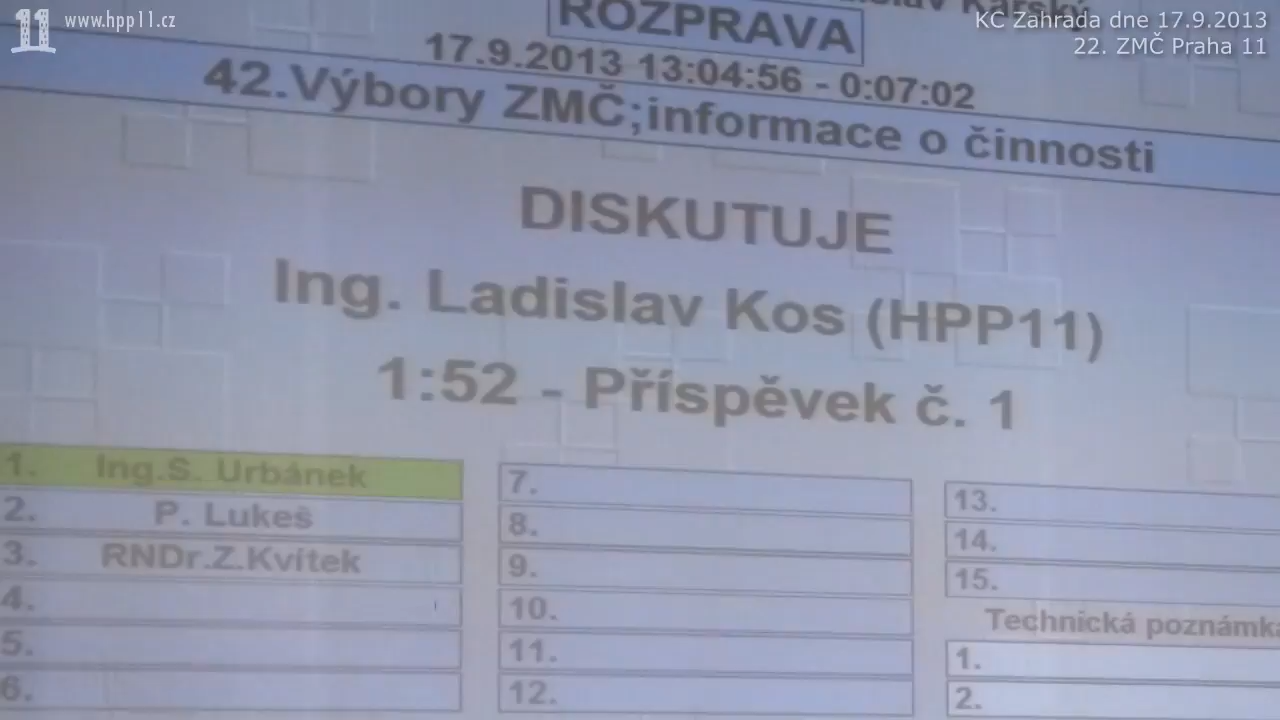 11 www.hpp11.cz
KC Zahrada dne 17.9.2013
22. ZMČ Praha 11
ROZPRAVA
17.9.2013 13:04:56 - 0:07:02
42.Výbory ZMČ;informace o činnosti
DISKUTUJE
Ing. Ladislav Kos (HPP11)
1:52 - Příspěvek č. 1
1. Ing.S. Urbánek
2. P. Lukeš
3. RNDr.Z.Kvítek
4.
5.
6.
7.
8.
9.
10.
11.
12.
13.
14.
15.
Technická poznámka
1.
2.